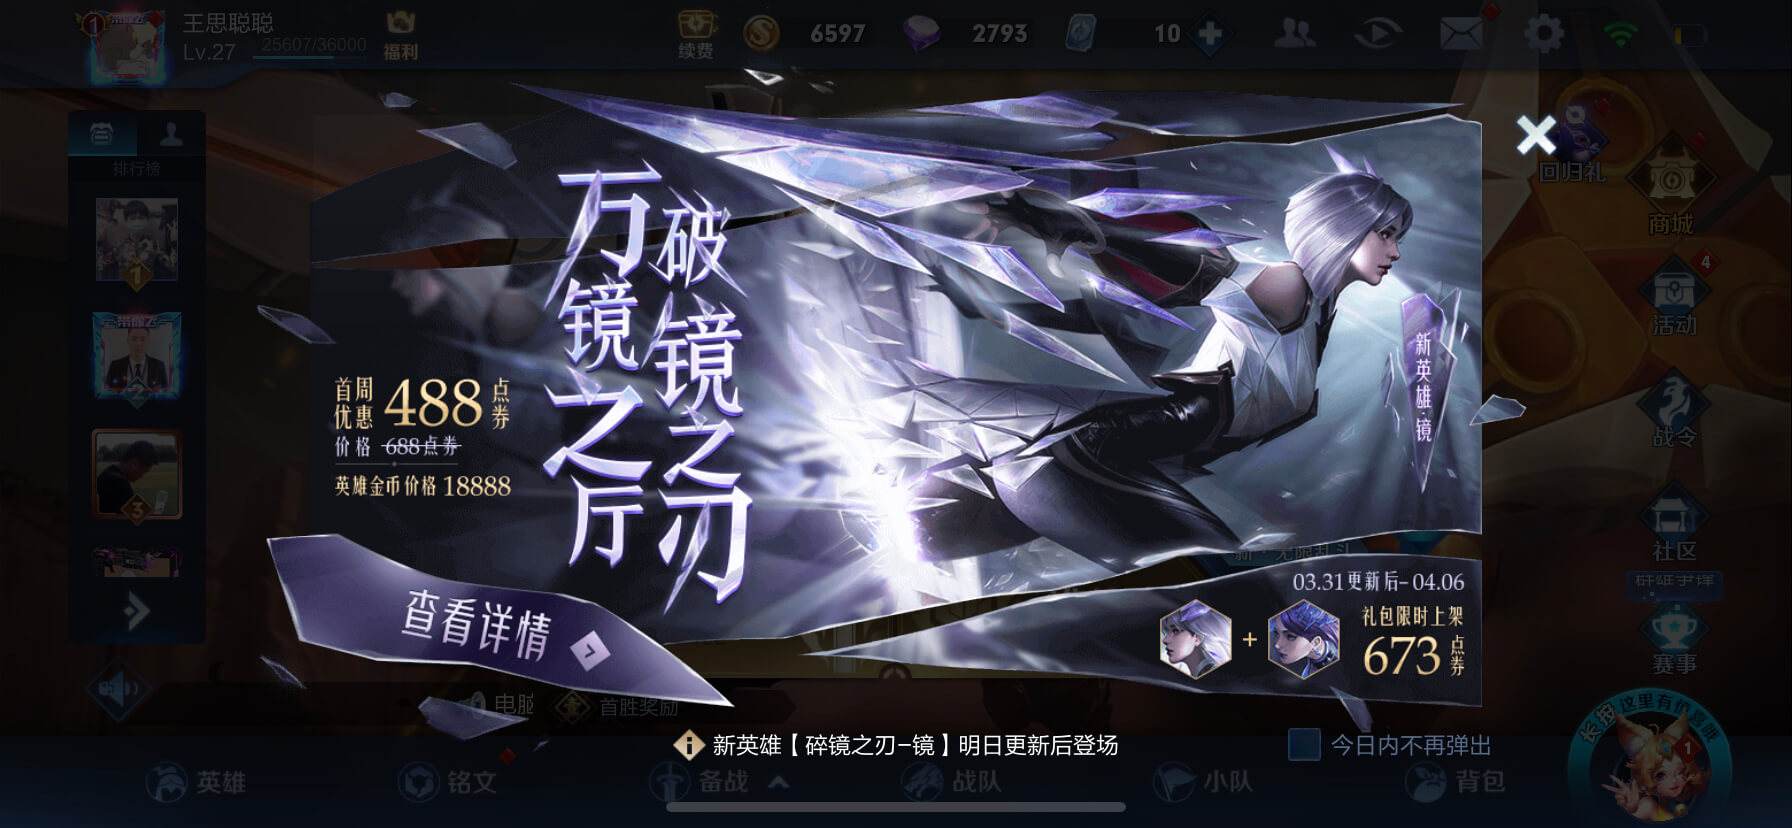 1
王思聪聪
Lv.27
25607/36000
福利
续费
6597
2793
10
排行榜
1
2
3
万镜之厅
破镜之刃
首周优惠 488 点券
价格 688点券
英雄金币价格 18888
查看详情
新英雄·镜
03.31更新后-04.06
礼包限时上架
+
673 点券
回归礼
商城
4
活动
战令
社区
赛事
首胜奖励
新英雄【碎镜之刃-镜】明日更新后登场
今日内不再弹出
英雄
铭文
备战
战队
小队
背包
1